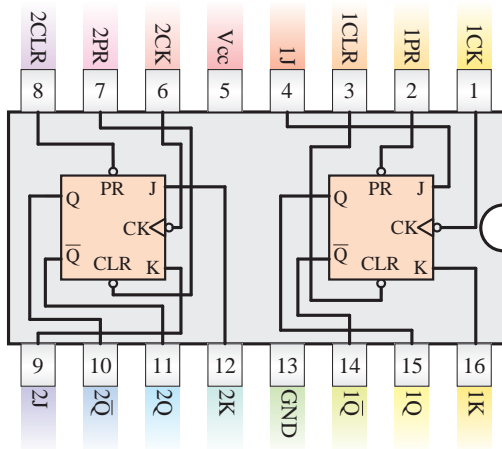 2CLR 2PR 2CK Vcc 1J 1CLR 1PR 1CK
8 7 6 5 4 3 2 1
PR J PR
Q Q J
CK CK
Q̅ Q̅
CLR K CLR K
9 10 11 12 13 14 15 16
2J 2Q̅ 2Q 2K GND 1Q̅ 1Q 1K